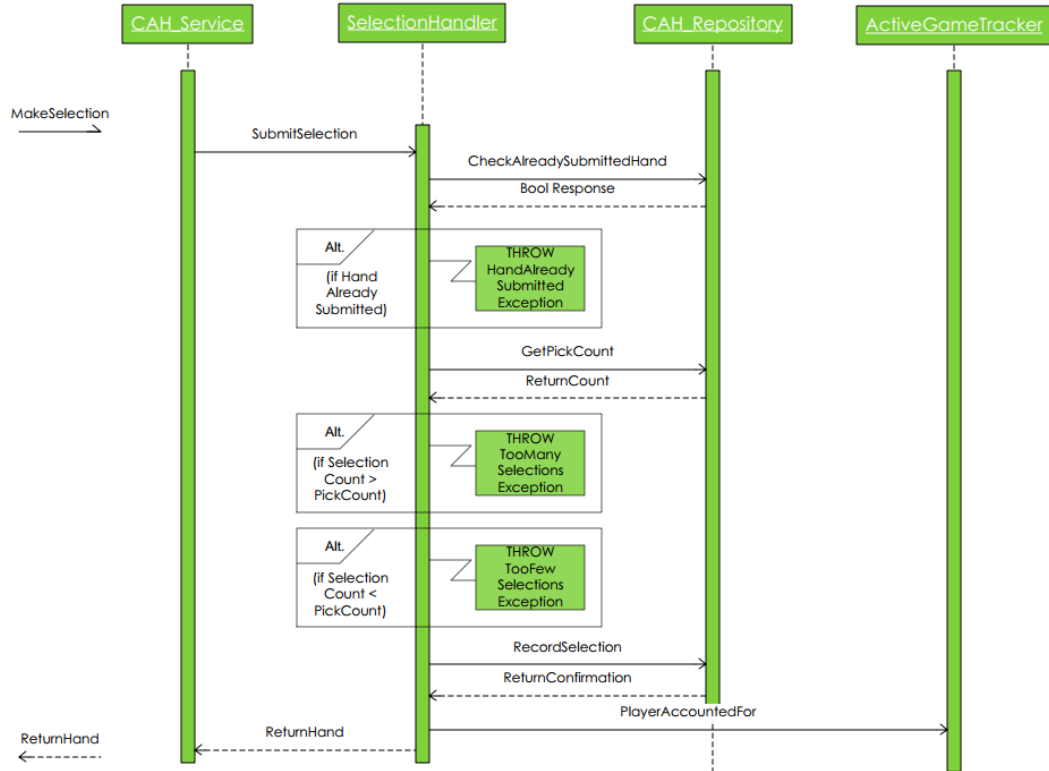 CAH_Service
SelectionHandler
CAH_Repository
ActiveGameTracker
MakeSelection
SubmitSelection
CheckAlreadySubmittedHand
Bool Response
Alt.
(if Hand
Already
Submitted)
THROW
HandAlready
Submitted
Exception
GetPickCount
ReturnCount
Alt.
(if Selection
Count >
PickCount)
THROW
TooMany
Selections
Exception
Alt.
(if Selection
Count <
PickCount)
THROW
TooFew
Selections
Exception
RecordSelection
ReturnConfirmation
PlayerAccountedFor
ReturnHand
ReturnHand